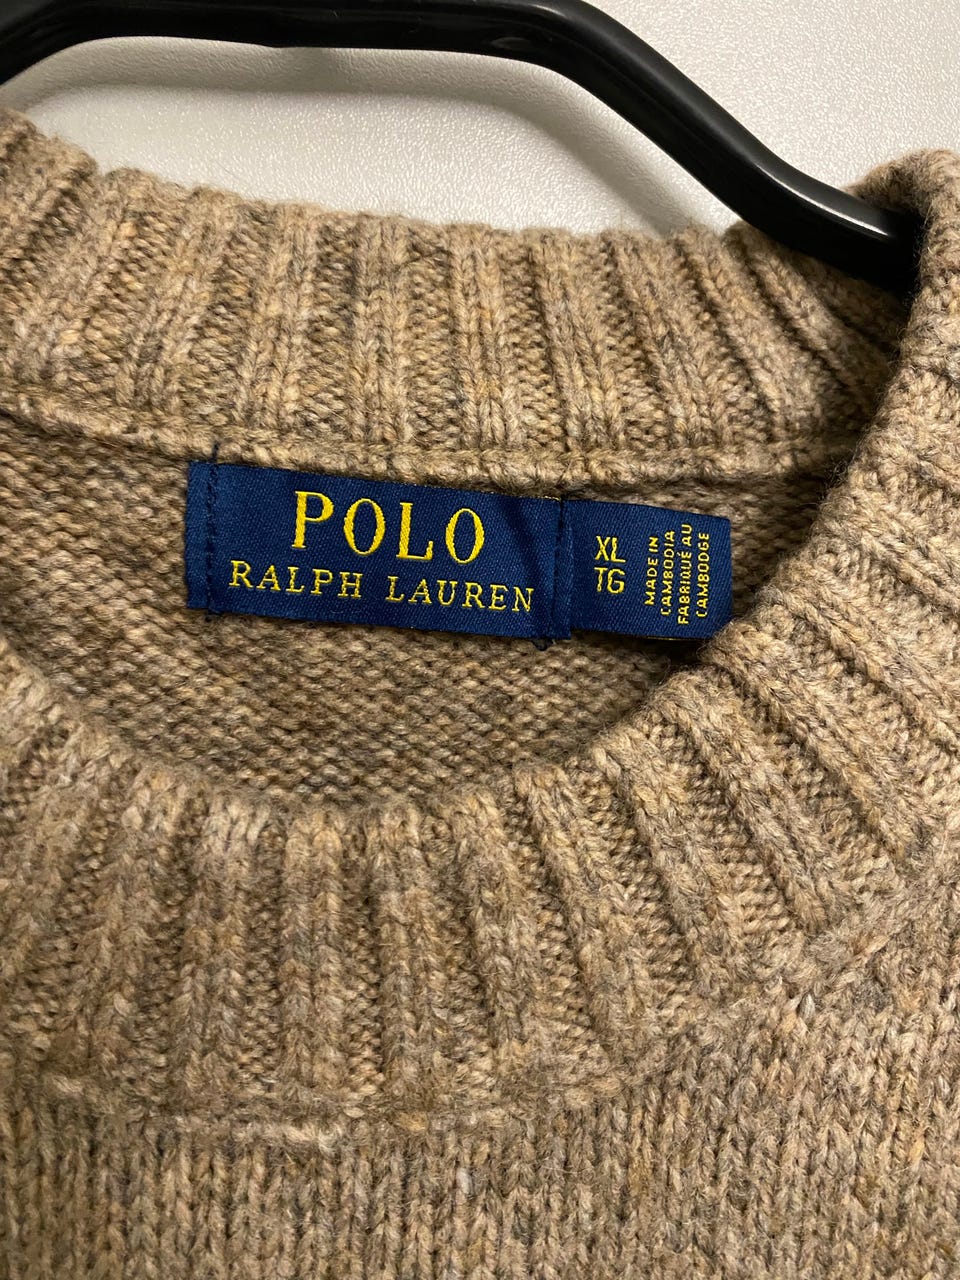 POLO
RALPH LAUREN
XL
TG
MADE IN
CAMBODIA
FABRIQUÉ AU
CAMBODGE